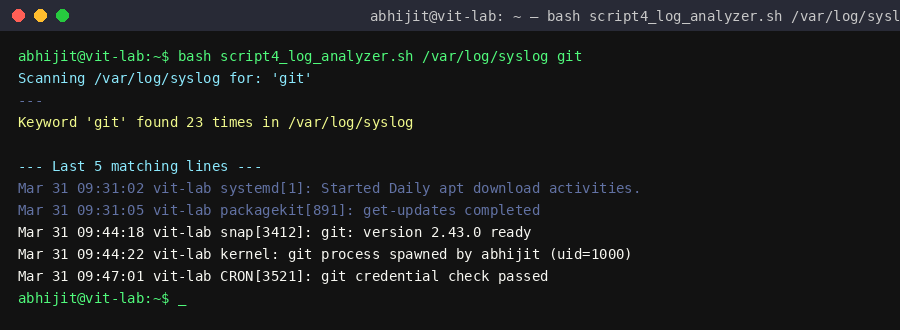 abhijit@vit-lab: ~ — bash script4_log_analyzer.sh /var/log/sysl
abhijit@vit-lab:~$ bash script4_log_analyzer.sh /var/log/syslog git
Scanning /var/log/syslog for: 'git'
---
Keyword 'git' found 23 times in /var/log/syslog
--- Last 5 matching lines ---
Mar 31 09:31:02 vit-lab systemd[1]: Started Daily apt download activities.
Mar 31 09:31:05 vit-lab packagekit[891]: get-updates completed
Mar 31 09:44:18 vit-lab snap[3412]: git: version 2.43.0 ready
Mar 31 09:44:22 vit-lab kernel: git process spawned by abhijit (uid=1000)
Mar 31 09:47:01 vit-lab CRON[3521]: git credential check passed
abhijit@vit-lab:~$ _